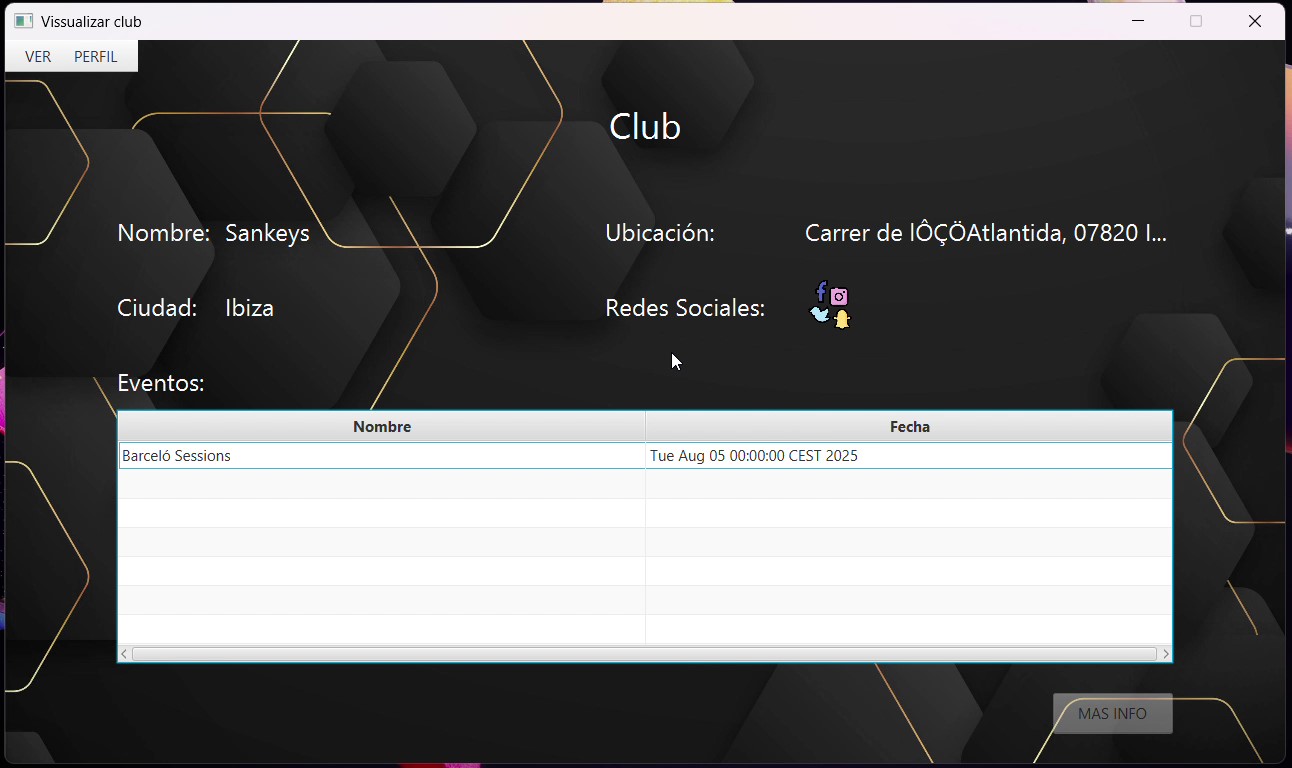 Vissualizar club
VER PERFIL
Club
Nombre: Sankeys
Ubicación: Carrer de lÔÇÖAtlantida, 07820 I...
Ciudad: Ibiza
Redes Sociales:
Eventos:
Nombre Fecha
Barceló Sessions Tue Aug 05 00:00:00 CEST 2025
MAS INFO